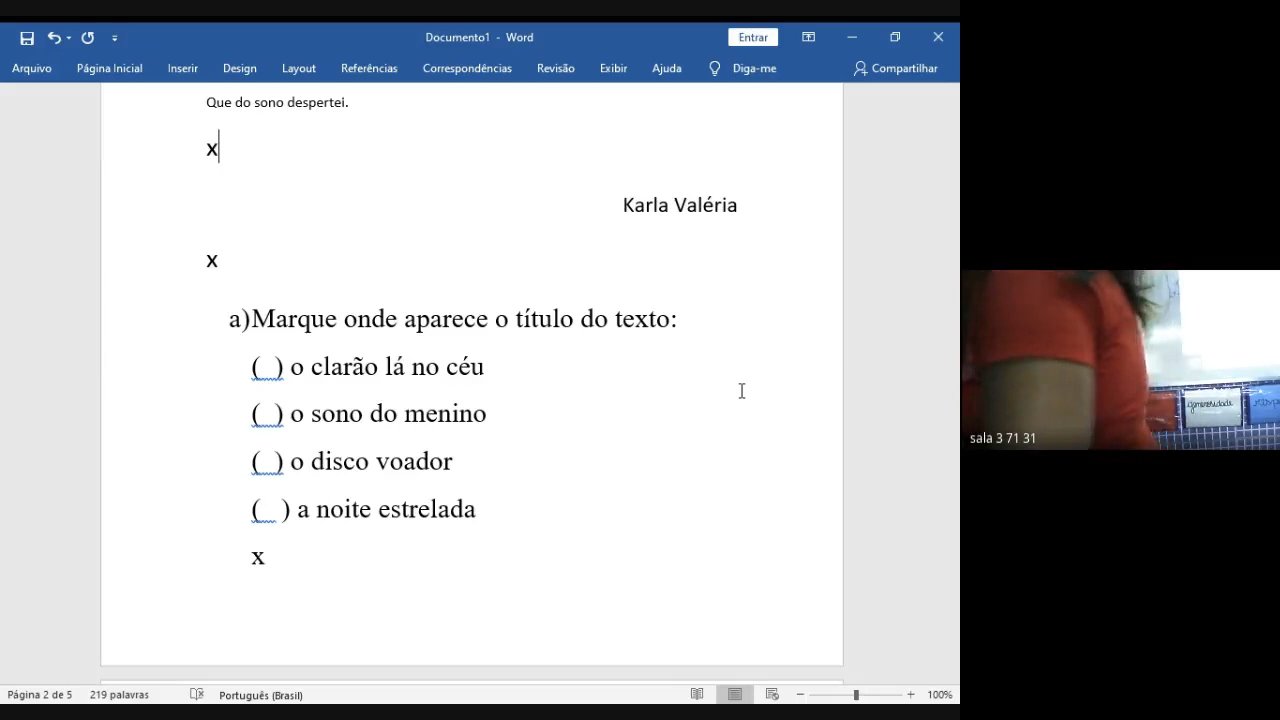 Documento1 - Word
Entrar
Arquivo Página Inicial Inserir Design Layout Referências Correspondências Revisão Exibir Ajuda Diga-me Compartilhar
Que do sono despertei.
x
Karla Valéria
x
a)Marque onde aparece o título do texto:
( ) o clarão lá no céu
( ) o sono do menino
( ) o disco voador
( ) a noite estrelada
x
generosidade
sala 3 71 31
Página 2 de 5 219 palavras Português (Brasil) 100%